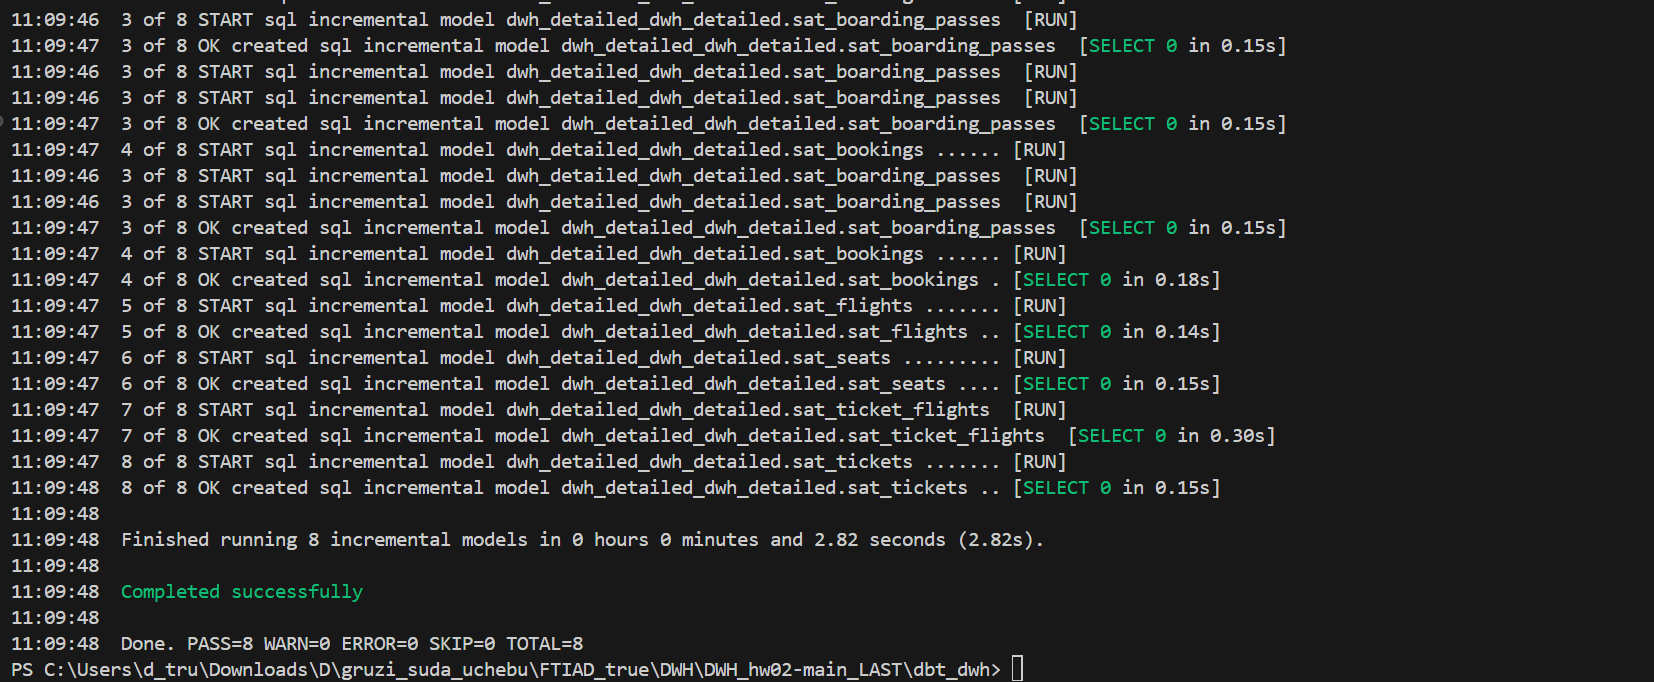 11:09:46  3 of 8 START sql incremental model dwh_detailed_dwh_detailed.sat_boarding_passes  [RUN]
11:09:47  3 of 8 OK created sql incremental model dwh_detailed_dwh_detailed.sat_boarding_passes  [SELECT 0 in 0.15s]
11:09:46  3 of 8 START sql incremental model dwh_detailed_dwh_detailed.sat_boarding_passes  [RUN]
11:09:46  3 of 8 START sql incremental model dwh_detailed_dwh_detailed.sat_boarding_passes  [RUN]
11:09:47  3 of 8 OK created sql incremental model dwh_detailed_dwh_detailed.sat_boarding_passes  [SELECT 0 in 0.15s]
11:09:47  4 of 8 START sql incremental model dwh_detailed_dwh_detailed.sat_bookings ...... [RUN]
11:09:46  3 of 8 START sql incremental model dwh_detailed_dwh_detailed.sat_boarding_passes  [RUN]
11:09:46  3 of 8 START sql incremental model dwh_detailed_dwh_detailed.sat_boarding_passes  [RUN]
11:09:47  3 of 8 OK created sql incremental model dwh_detailed_dwh_detailed.sat_boarding_passes  [SELECT 0 in 0.15s]
11:09:47  4 of 8 START sql incremental model dwh_detailed_dwh_detailed.sat_bookings ...... [RUN]
11:09:47  4 of 8 OK created sql incremental model dwh_detailed_dwh_detailed.sat_bookings . [SELECT 0 in 0.18s]
11:09:47  5 of 8 START sql incremental model dwh_detailed_dwh_detailed.sat_flights ....... [RUN]
11:09:47  5 of 8 OK created sql incremental model dwh_detailed_dwh_detailed.sat_flights .. [SELECT 0 in 0.14s]
11:09:47  6 of 8 START sql incremental model dwh_detailed_dwh_detailed.sat_seats ......... [RUN]
11:09:47  6 of 8 OK created sql incremental model dwh_detailed_dwh_detailed.sat_seats .... [SELECT 0 in 0.15s]
11:09:47  7 of 8 START sql incremental model dwh_detailed_dwh_detailed.sat_ticket_flights  [RUN]
11:09:47  7 of 8 OK created sql incremental model dwh_detailed_dwh_detailed.sat_ticket_flights  [SELECT 0 in 0.30s]
11:09:47  8 of 8 START sql incremental model dwh_detailed_dwh_detailed.sat_tickets ....... [RUN]
11:09:48  8 of 8 OK created sql incremental model dwh_detailed_dwh_detailed.sat_tickets .. [SELECT 0 in 0.15s]
11:09:48
11:09:48  Finished running 8 incremental models in 0 hours 0 minutes and 2.82 seconds (2.82s).
11:09:48
11:09:48  Completed successfully
11:09:48
11:09:48  Done. PASS=8 WARN=0 ERROR=0 SKIP=0 TOTAL=8
PS C:\Users\d_tru\Downloads\D\gruzi_suda_uchebu\FTIAD_true\DWH\DWH_hw02-main_LAST\dbt_dwh>